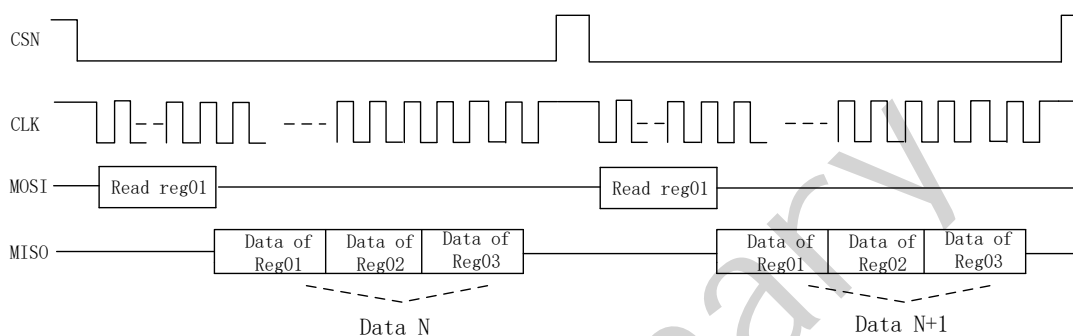 CSN
CLK
MOSI
Read reg01
Read reg01
MISO
Data of
Reg01
Data of
Reg02
Data of
Reg03
Data of
Reg01
Data of
Reg02
Data of
Reg03
Data N
Data N+1
ary